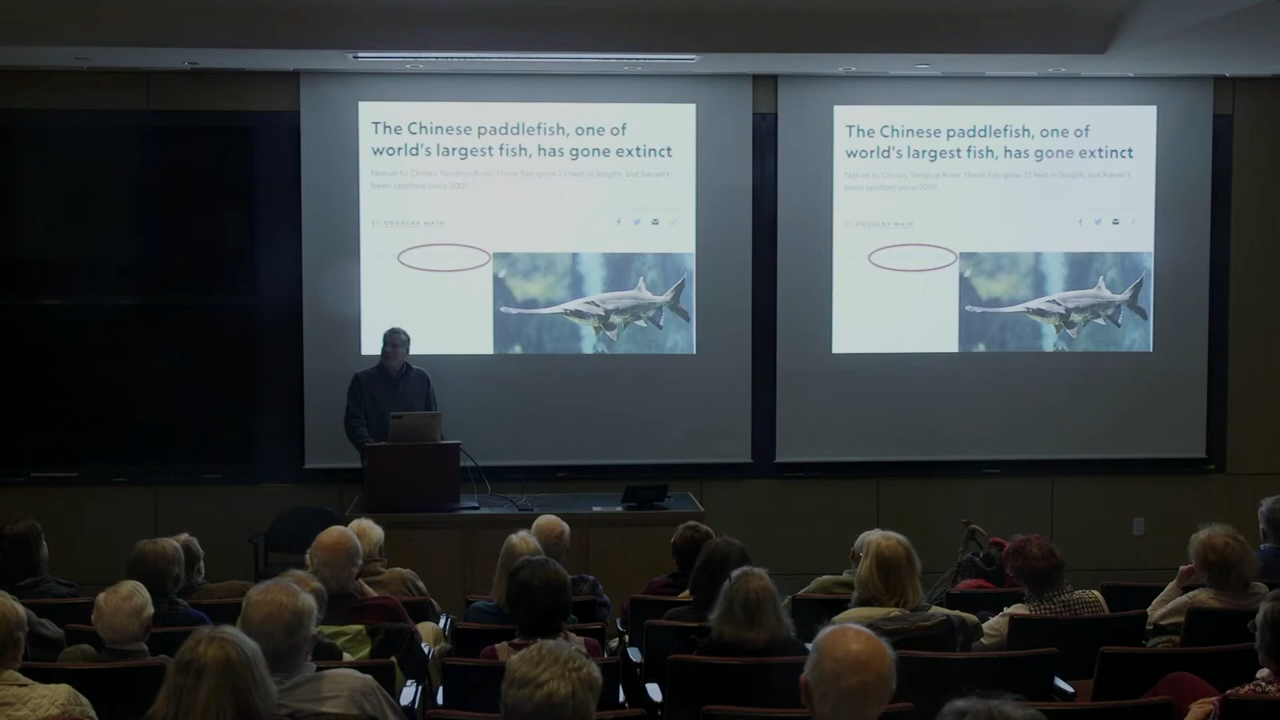 The Chinese paddlefish, one of
world's largest fish, has gone extinct
Native to China's Yangtze River, these fish grew 23 feet in length, but haven't
been spotted since 2003.
BY DOUGLAS MAIN
The Chinese paddlefish, one of
world's largest fish, has gone extinct
Native to China's Yangtze River, these fish grew 23 feet in length, but haven't
been spotted since 2003.
BY DOUGLAS MAIN